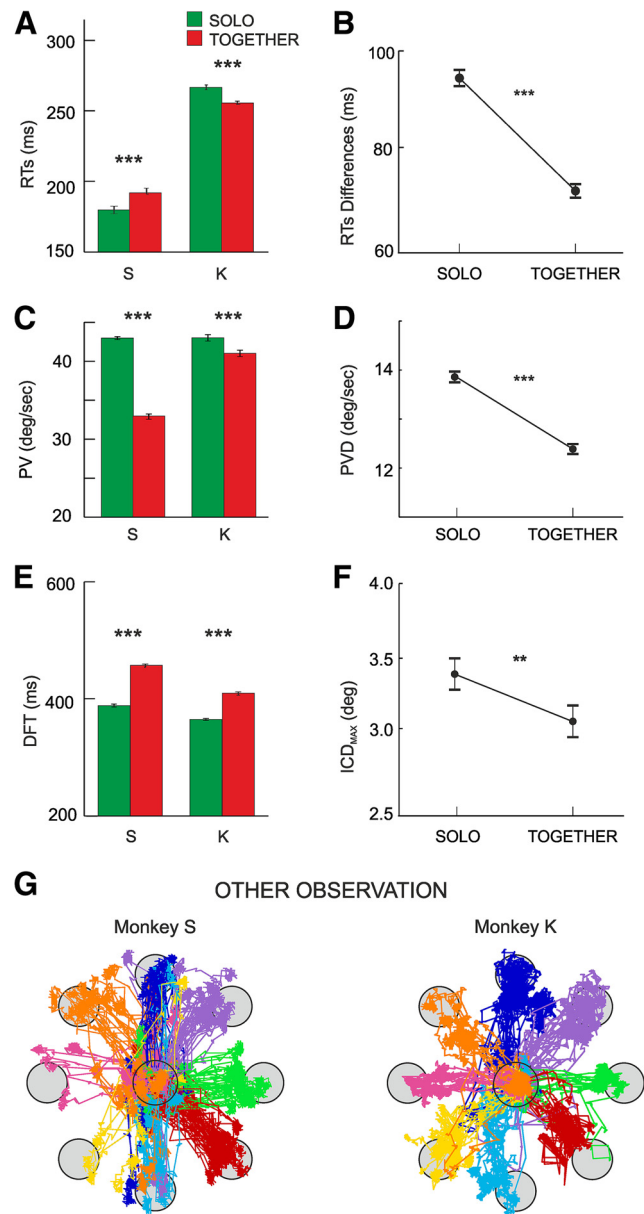 A
SOLO
TOGETHER
300
250
200
150
RTs (ms)
***
***
S
K
B
100
80
60
RTs Differences (ms)
***
SOLO
TOGETHER
C
40
30
20
PV (deg/sec)
***
***
S
K
D
14
12
PVD (deg/sec)
***
SOLO
TOGETHER
E
600
400
200
DFT (ms)
***
***
S
K
F
4.0
3.5
3.0
2.5
ICDMAX (deg)
**
SOLO
TOGETHER
G
OTHER OBSERVATION
Monkey S
Monkey K